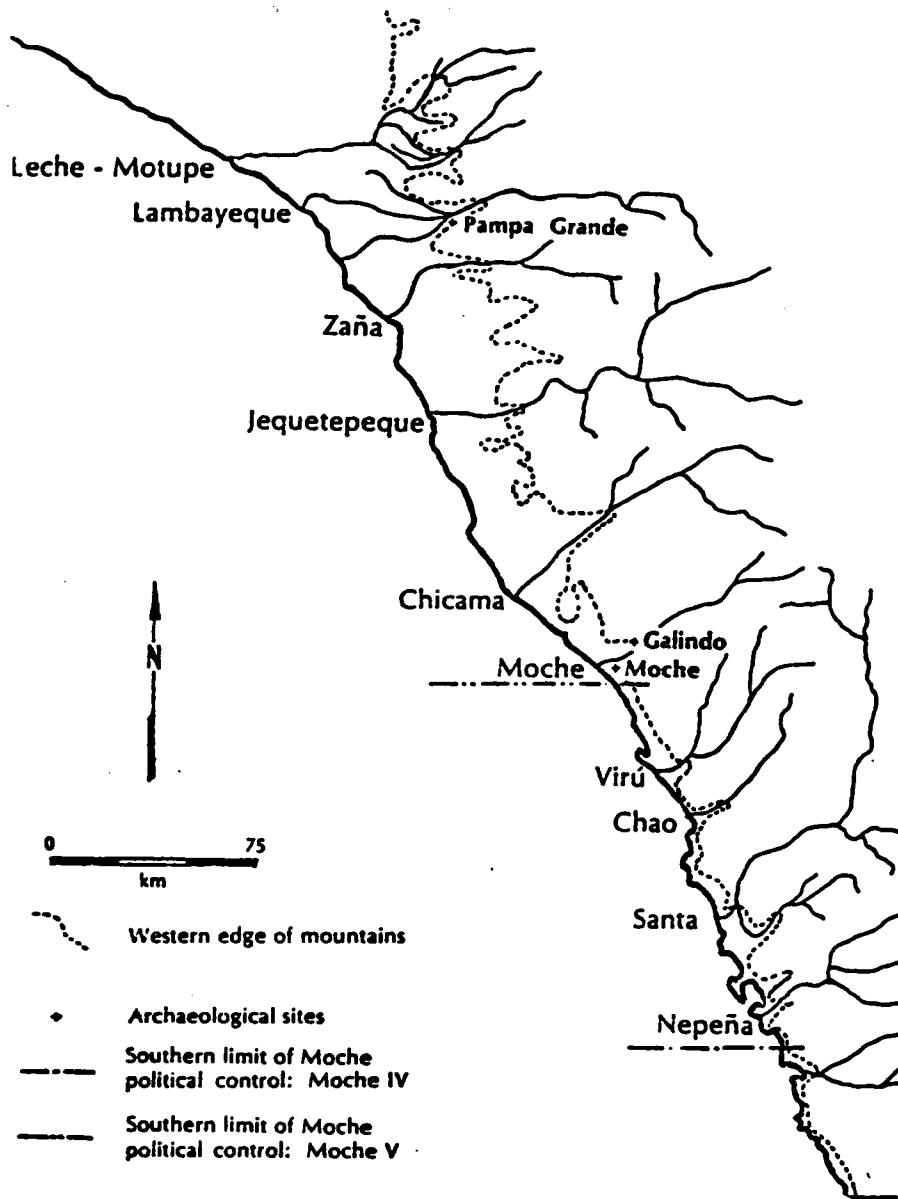 Leche - Motupe
Lambayeque
Pampa Grande
Zaña
Jequetepeque
Chicama
Galindo
Moche
Moche
N
Virú
Chao
0 75
km
Santa
Western edge of mountains
Nepeña
Archaeological sites
Southern limit of Moche
political control: Moche IV
Southern limit of Moche
political control: Moche V